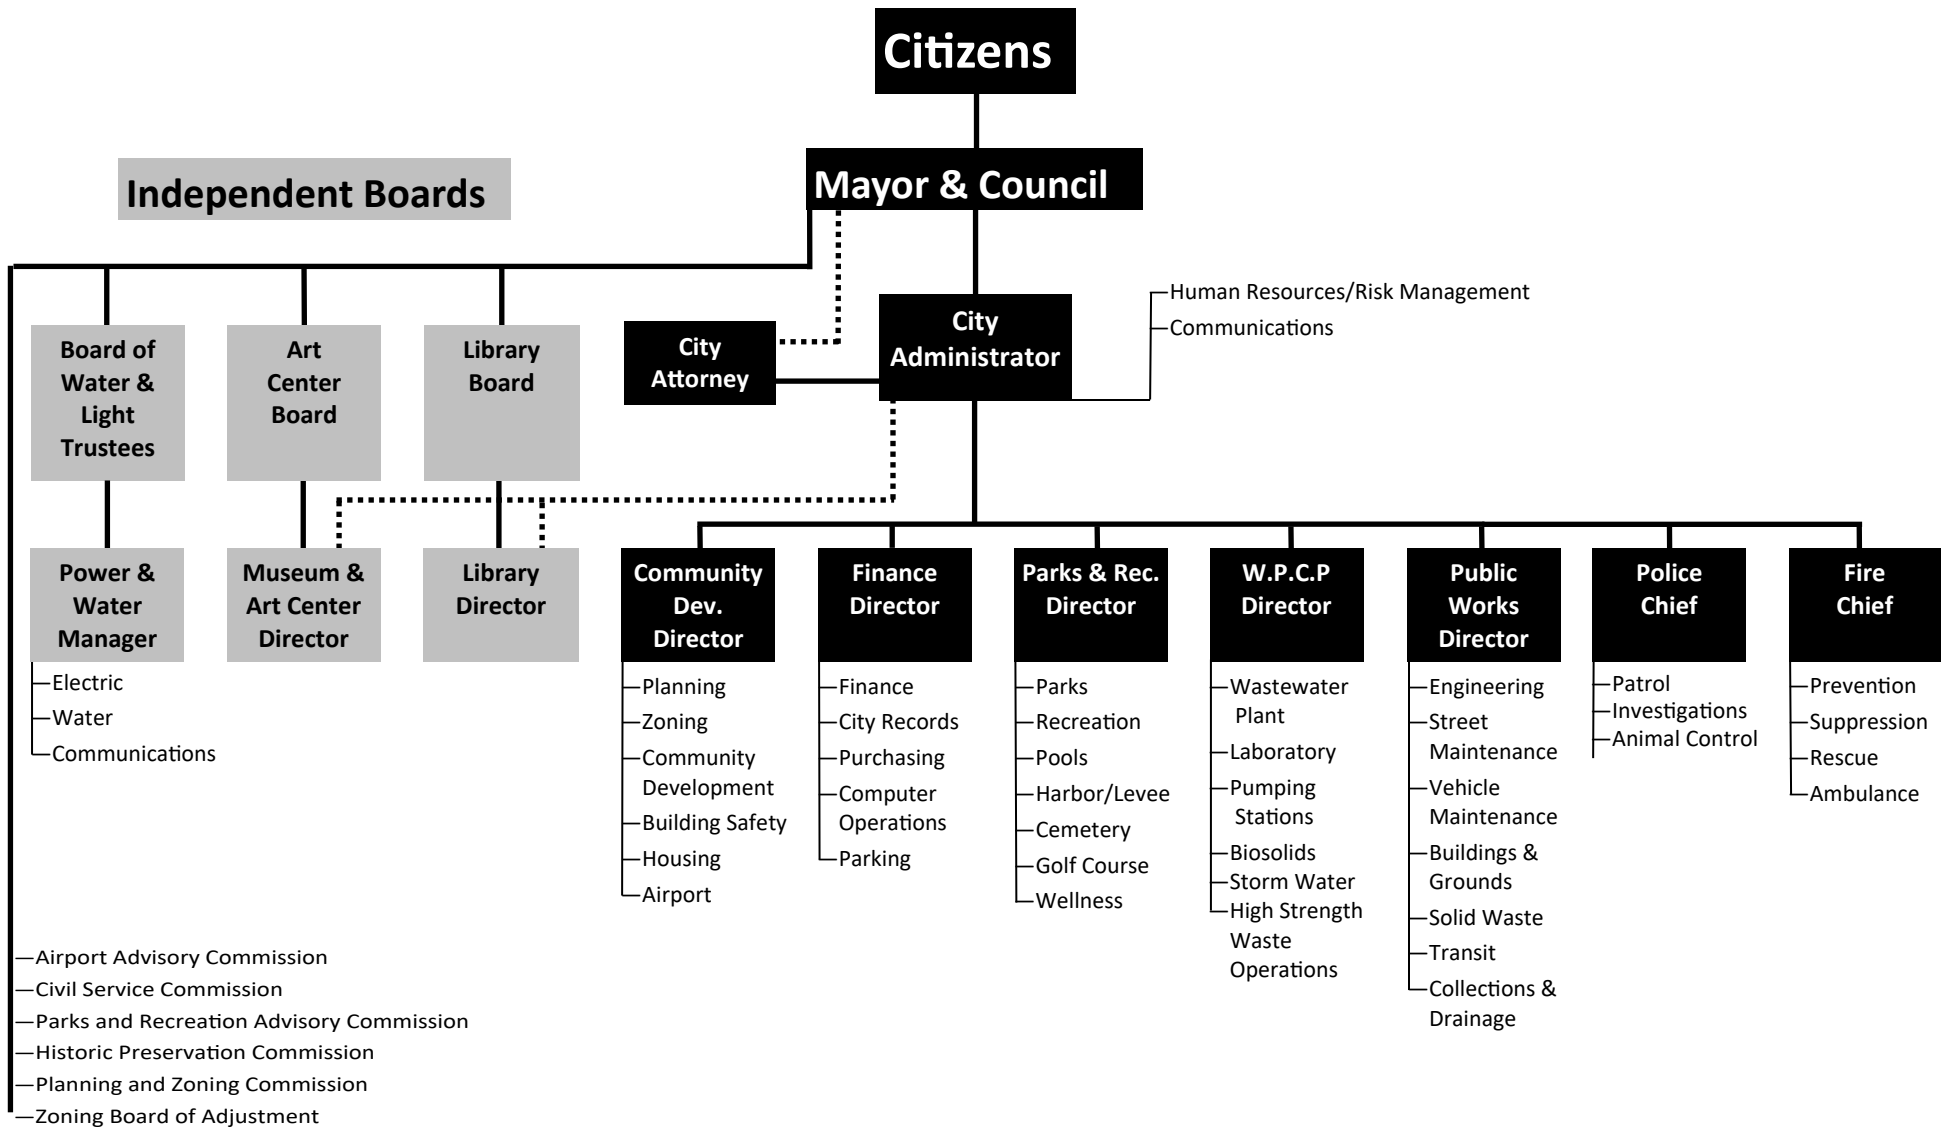 Citizens
Mayor & Council
Independent Boards
City
Administrator
Human Resources/Risk Management
Communications
City
Attorney
Board of
Water &
Light
Trustees
Art
Center
Board
Library
Board
Power &
Water
Manager
Electric
Water
Communications
Museum &
Art Center
Director
Library
Director
Community
Dev.
Director
Planning
Zoning
Community
Development
Building Safety
Housing
Airport
Finance
Director
Finance
City Records
Purchasing
Computer
Operations
Parking
Parks & Rec.
Director
Parks
Recreation
Pools
Harbor/Levee
Cemetery
Golf Course
Wellness
W.P.C.P
Director
Wastewater
Plant
Laboratory
Pumping
Stations
Biosolids
Storm Water
High Strength
Waste
Operations
Public
Works
Director
Engineering
Street
Maintenance
Vehicle
Maintenance
Buildings &
Grounds
Solid Waste
Transit
Collections &
Drainage
Police
Chief
Patrol
Investigations
Animal Control
Fire
Chief
Prevention
Suppression
Rescue
Ambulance
Airport Advisory Commission
Civil Service Commission
Parks and Recreation Advisory Commission
Historic Preservation Commission
Planning and Zoning Commission
Zoning Board of Adjustment